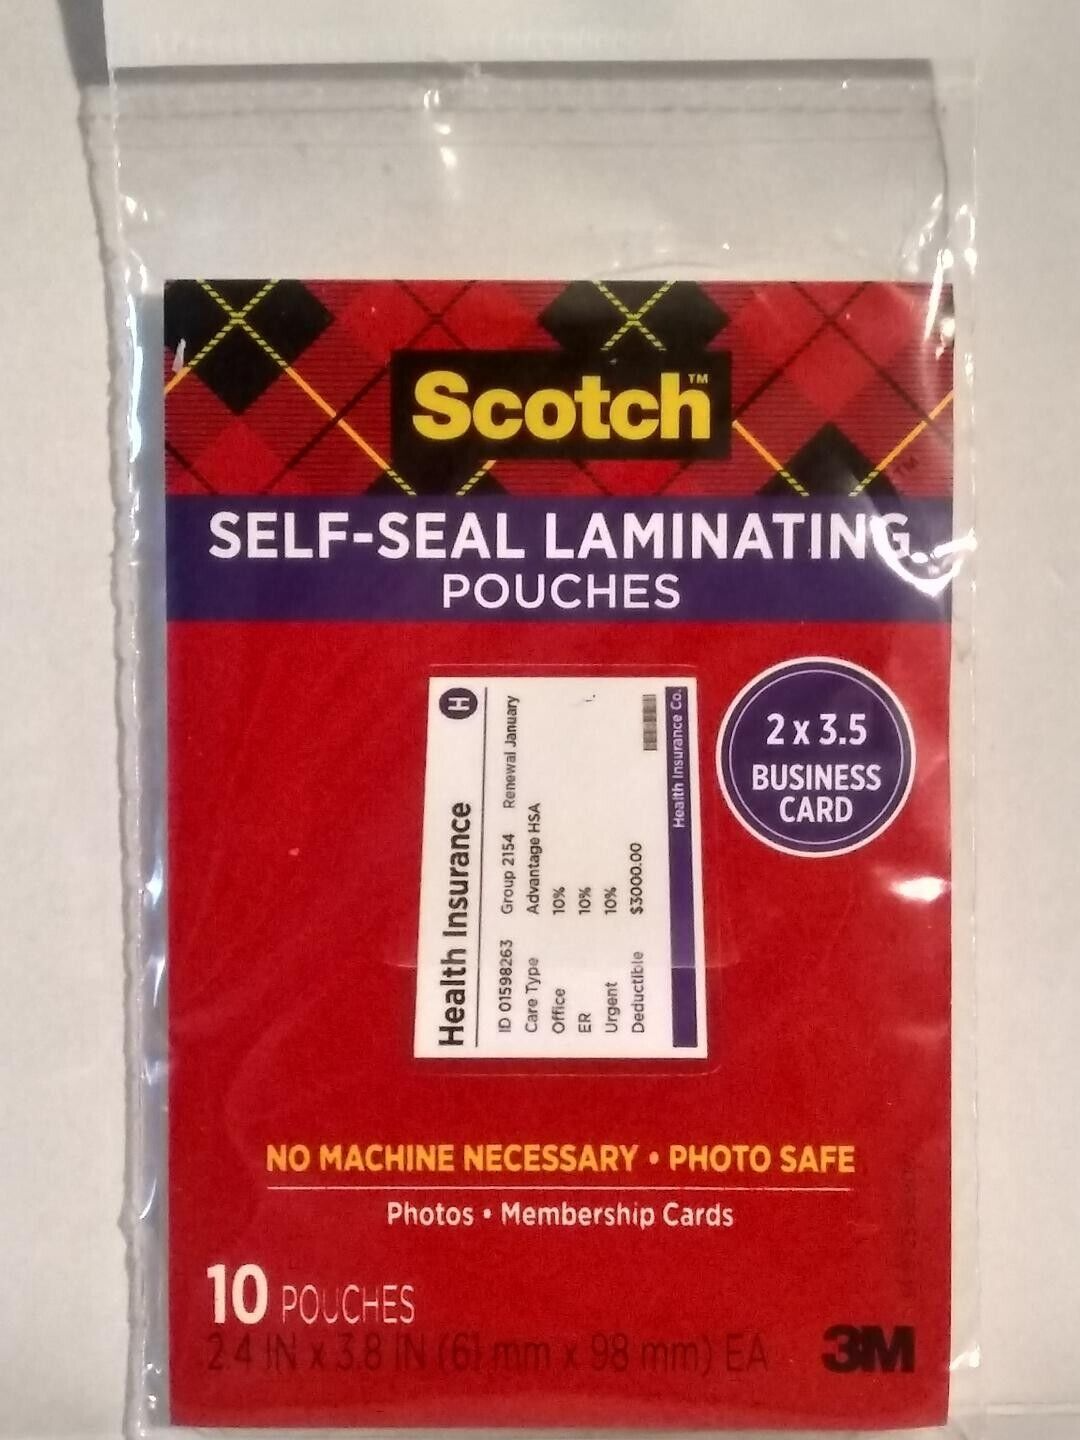 Scotch™
™
SELF-SEAL LAMINATING
POUCHES
Health Insurance H
ID 01598263 Group 2154 Renewal January
Care Type Advantage HSA
Office 10%
ER 10%
Urgent 10%
Deductible $3000.00
Health Insurance Co.
2 x 3.5
BUSINESS
CARD
NO MACHINE NECESSARY • PHOTO SAFE
Photos • Membership Cards
10 POUCHES
2.4 IN x 3.8 IN (61 mm x 98 mm) EA
3M